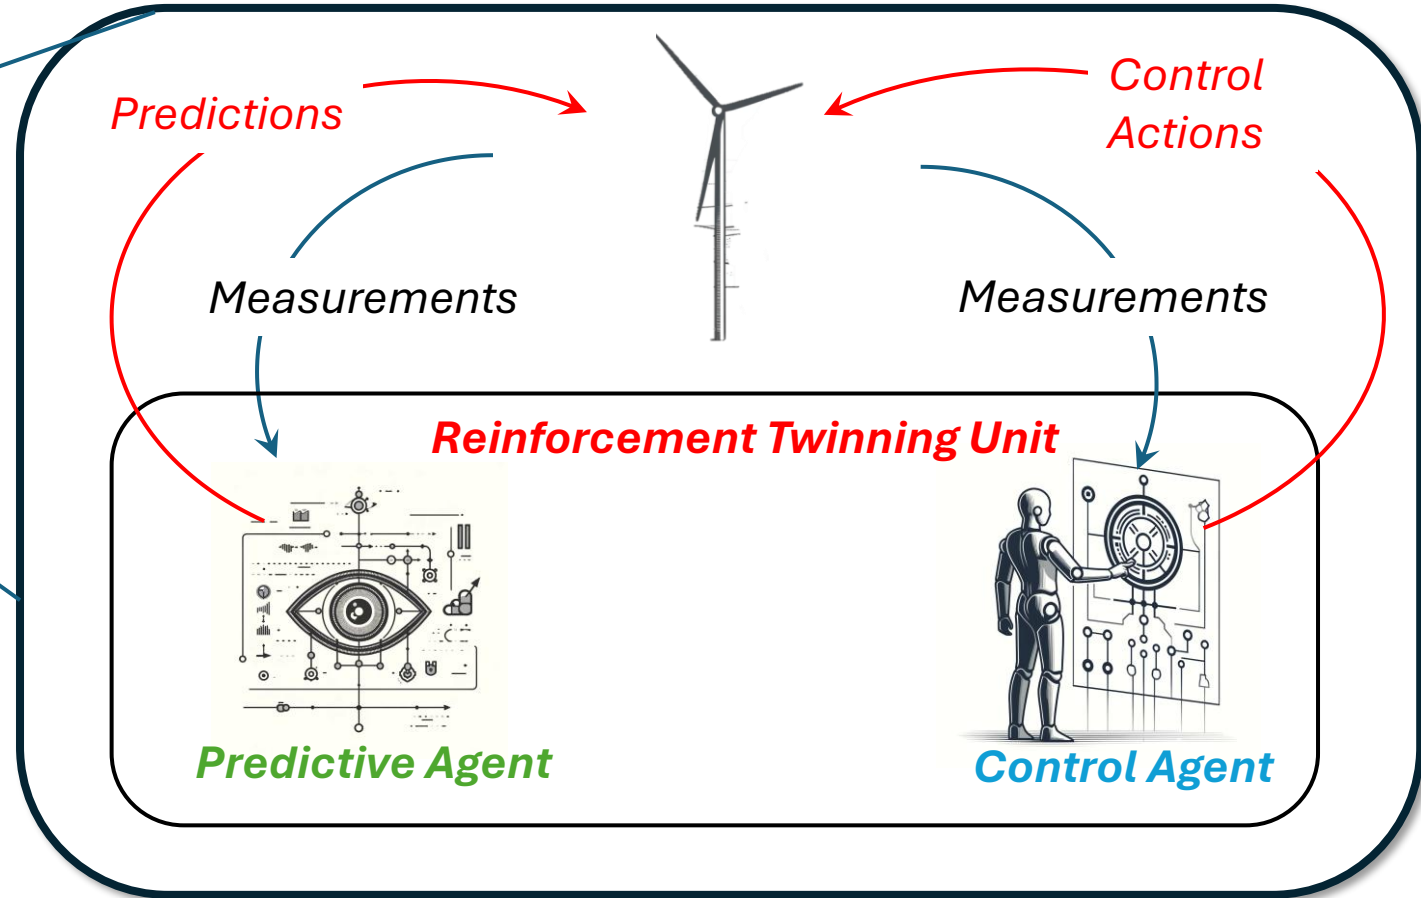 Predictions
Control
Actions
Measurements
Measurements
Reinforcement Twinning Unit
Predictive Agent
Control Agent